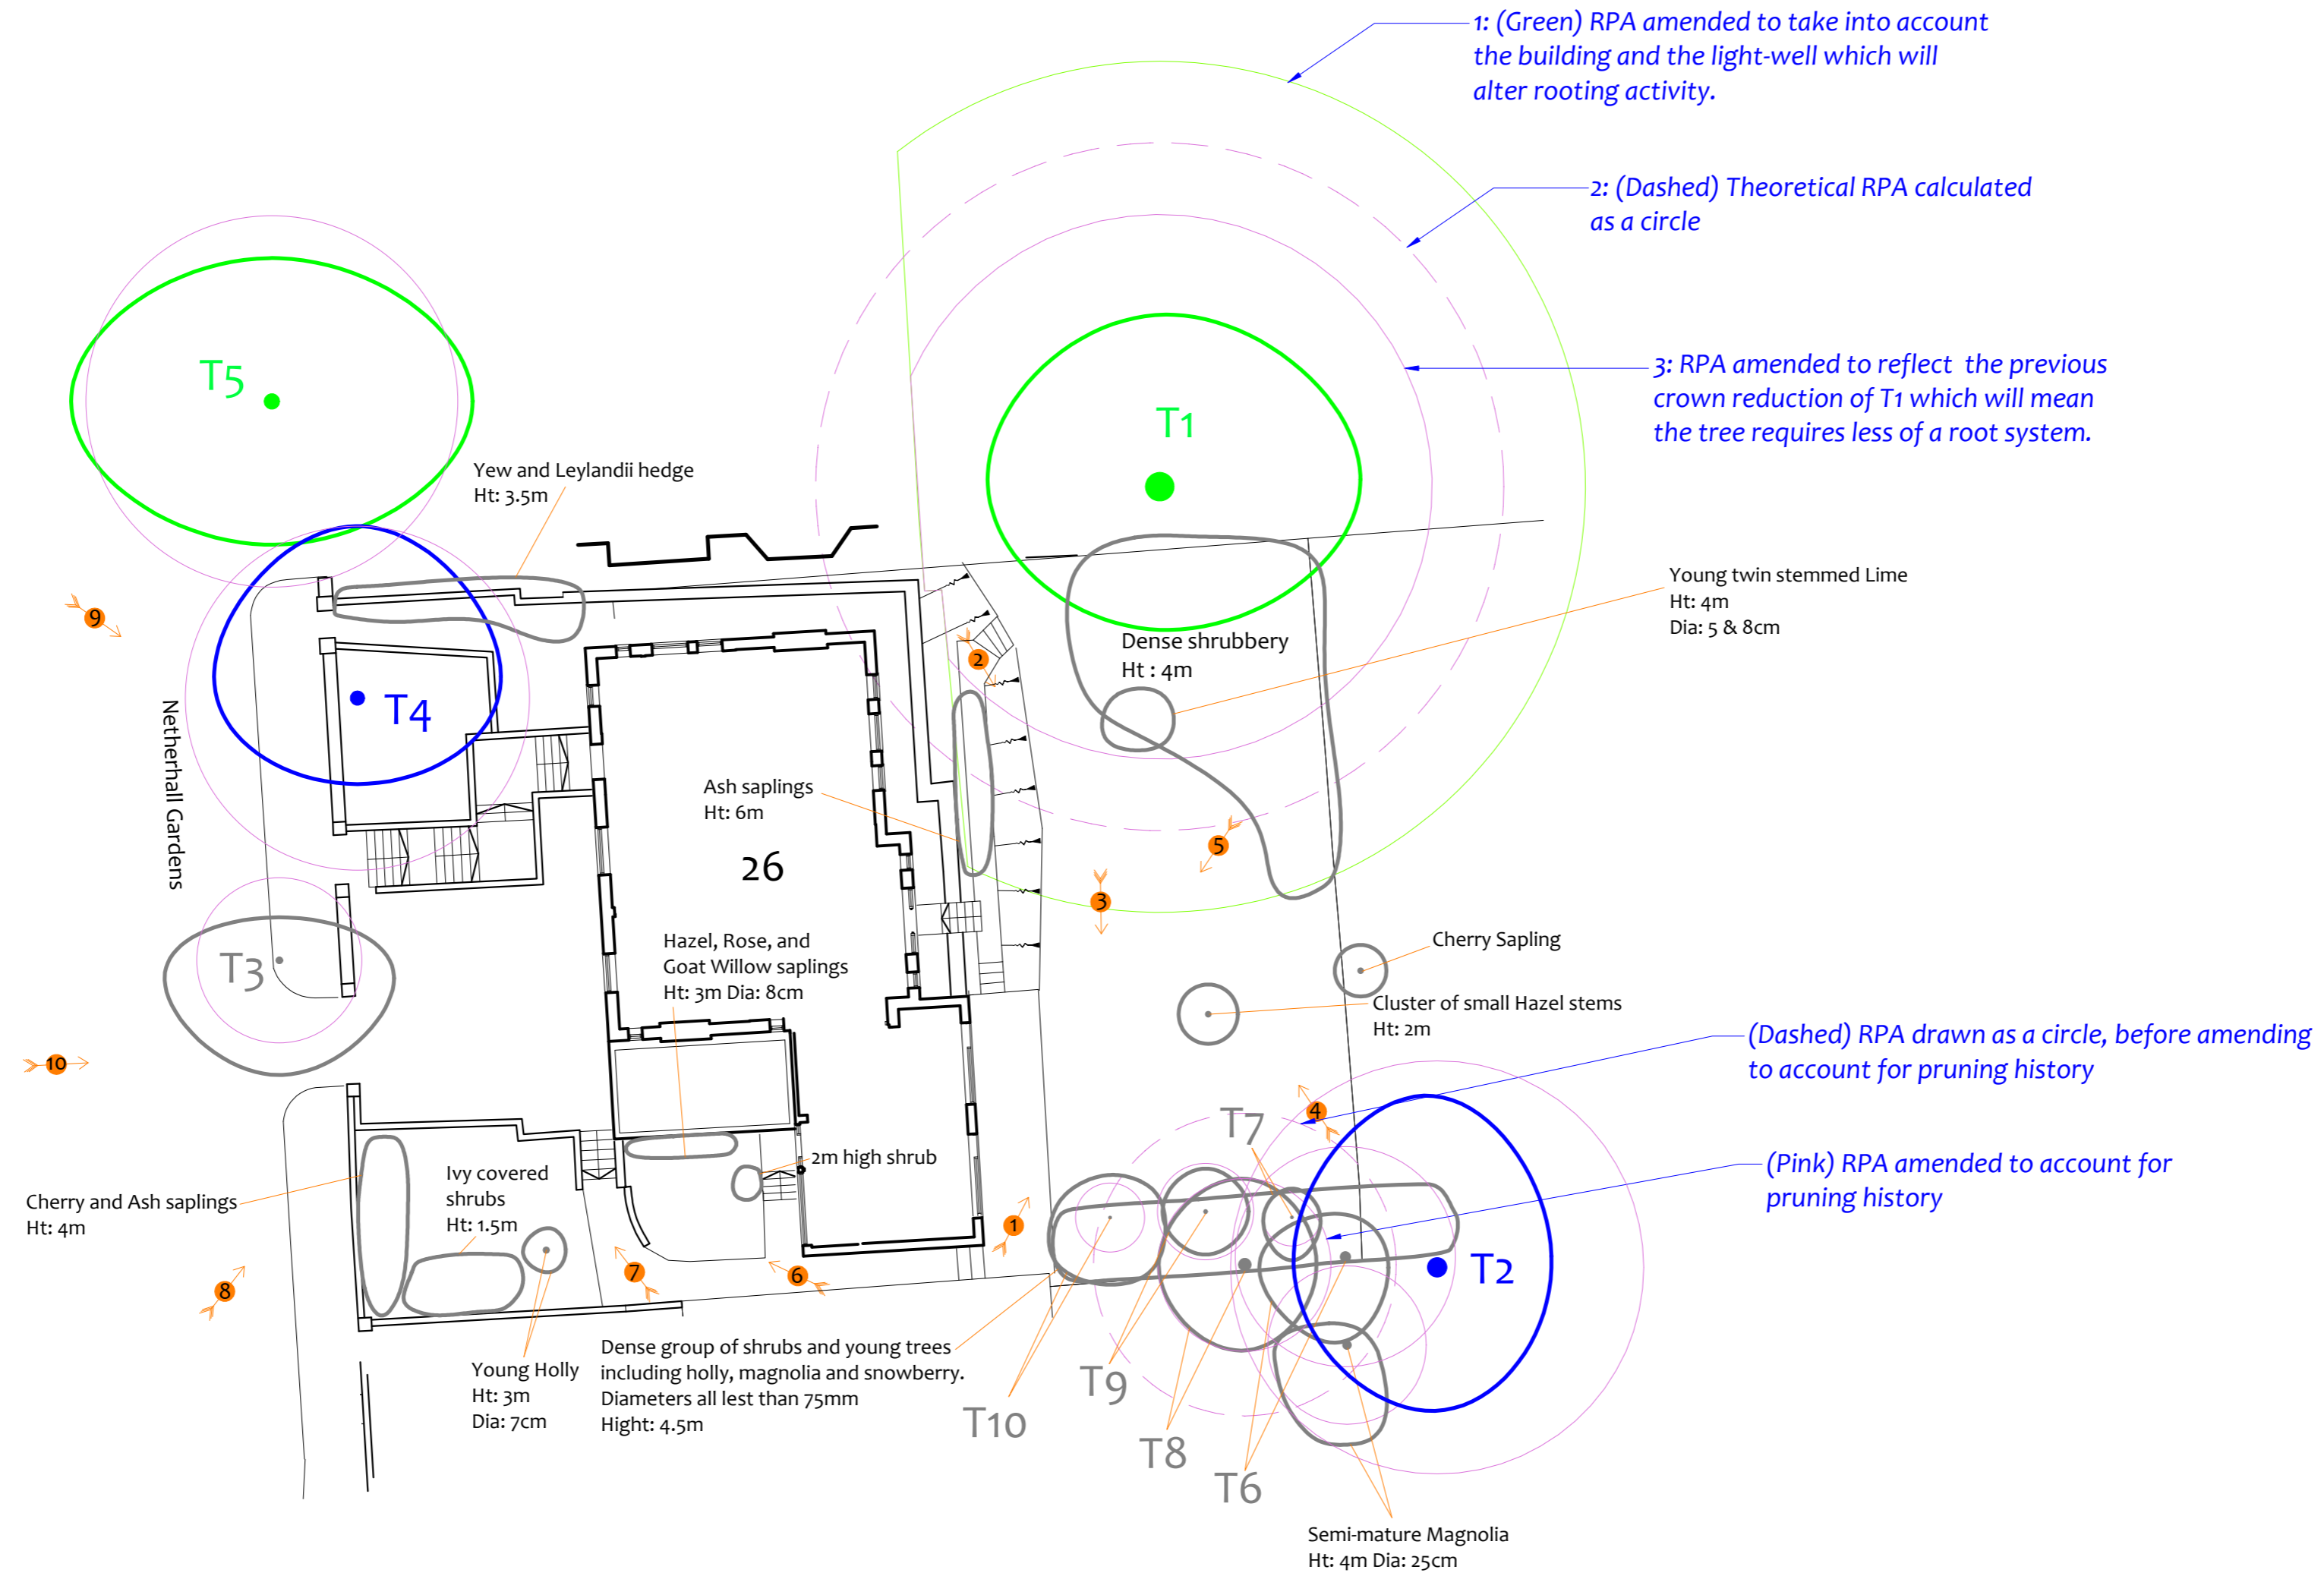 1: (Green) RPA amended to take into account
the building and the light-well which will
alter rooting activity.
2: (Dashed) Theoretical RPA calculated
as a circle
3: RPA amended to reflect the previous
crown reduction of T1 which will mean
the tree requires less of a root system.
T5
T1
Yew and Leylandii hedge
Ht: 3.5m
Young twin stemmed Lime
Ht: 4m
Dia: 5 & 8cm
9
2
Dense shrubbery
Ht : 4m
T4
Netherhall Gardens
Ash saplings
Ht: 6m
26
5
3
T3
Hazel, Rose, and
Goat Willow saplings
Ht: 3m Dia: 8cm
Cherry Sapling
Cluster of small Hazel stems
Ht: 2m
(Dashed) RPA drawn as a circle, before amending
to account for pruning history
10
4
T7
2m high shrub
(Pink) RPA amended to account for
pruning history
Ivy covered
shrubs
Ht: 1.5m
Cherry and Ash saplings
Ht: 4m
1
T2
8
7
6
Young Holly
Ht: 3m
Dia: 7cm
Dense group of shrubs and young trees
including holly, magnolia and snowberry.
Diameters all lest than 75mm
Hight: 4.5m
T10
T9
T8
T6
Semi-mature Magnolia
Ht: 4m Dia: 25cm